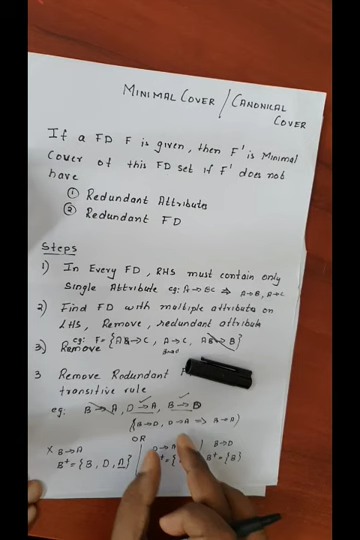 MINIMAL COVER / CANONICAL
COVER
If a FD F is given, then F' is Minimal
Cover of this FD set if F' does not
have
① Redundant Attributes
② Redundant FD
Steps
1) In Every FD, RHS must contain only
Single Attribute eg: A → BC ⇒ A→B, A→C
2) Find FD with multiple attributes on
LHS, Remove, redundant attribute
eg: F = {AB → C, A → C, AB → B}
3) Remove
3 Remove Redundant
transitive rule
eg: B → A, D → A, B → D
(B→D, D→A ⇒ B→A)
OR
X B→A | D→A | B→D
B⁺ = {B, D, A} | B⁺ = {B}